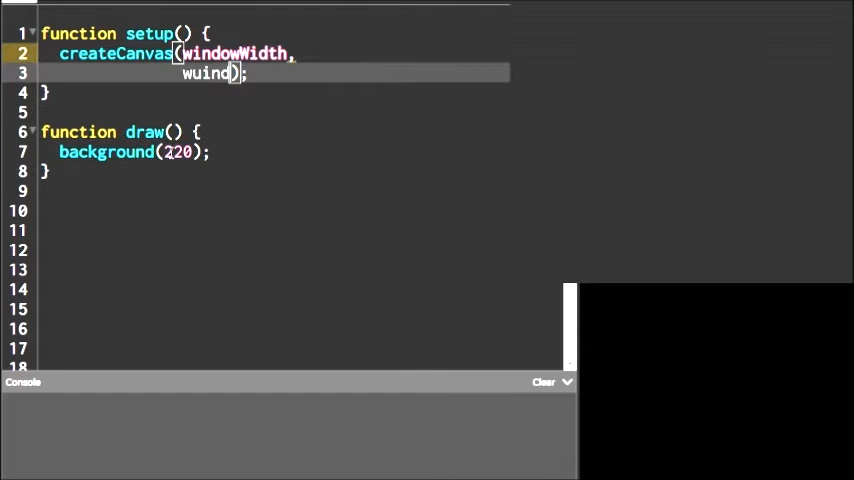 1 function setup() {
2 createCanvas(windowWidth,
3 wuind);
4 }
5
6 function draw() {
7 background(220);
8 }
9
10
11
12
13
14
15
16
17
18
Console Clear